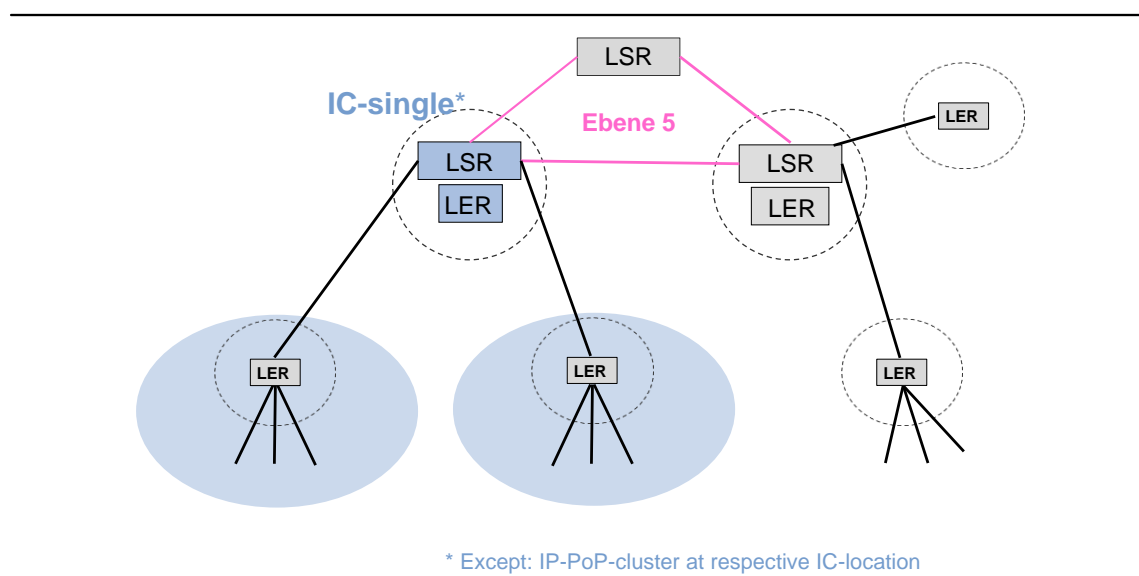 LSR
IC-single*
Ebene 5
LER
LSR
LSR
LER
LER
LER
LER
LER
* Except: IP-PoP-cluster at respective IC-location